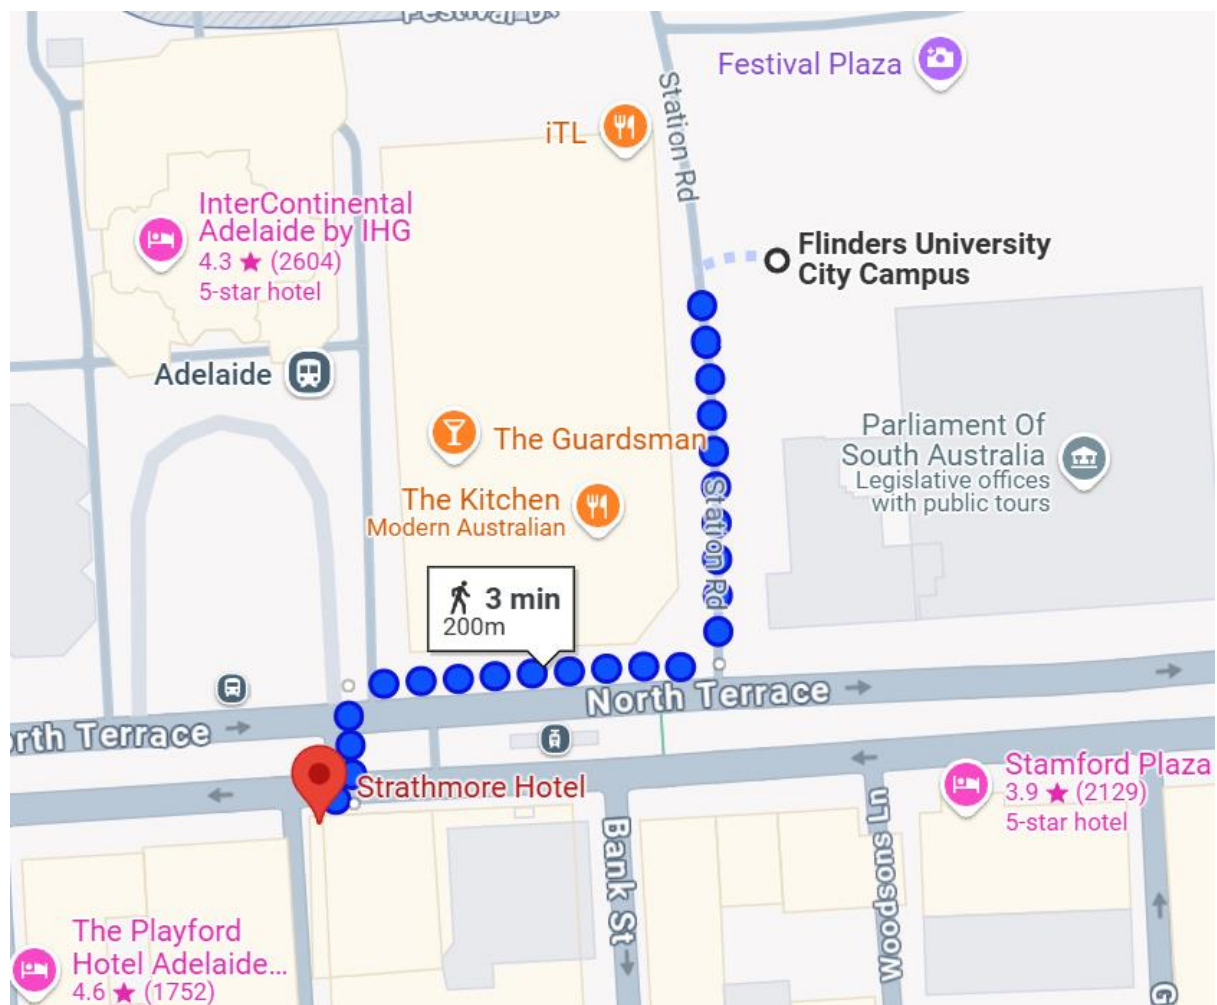 Festival Dr
Festival Plaza
Station Rd
iTL
InterContinental
Adelaide by IHG
4.3 ★ (2604)
5-star hotel
Flinders University
City Campus
Adelaide
The Guardsman
Parliament Of
South Australia
Legislative offices
with public tours
The Kitchen
Modern Australian
Station Rd
3 min
200m
North Terrace
orth Terrace
Strathmore Hotel
Stamford Plaza
3.9 ★ (2129)
5-star hotel
Bank St
Woodsons Ln
The Playford
Hotel Adelaide...
4.6 ★ (1752)
G